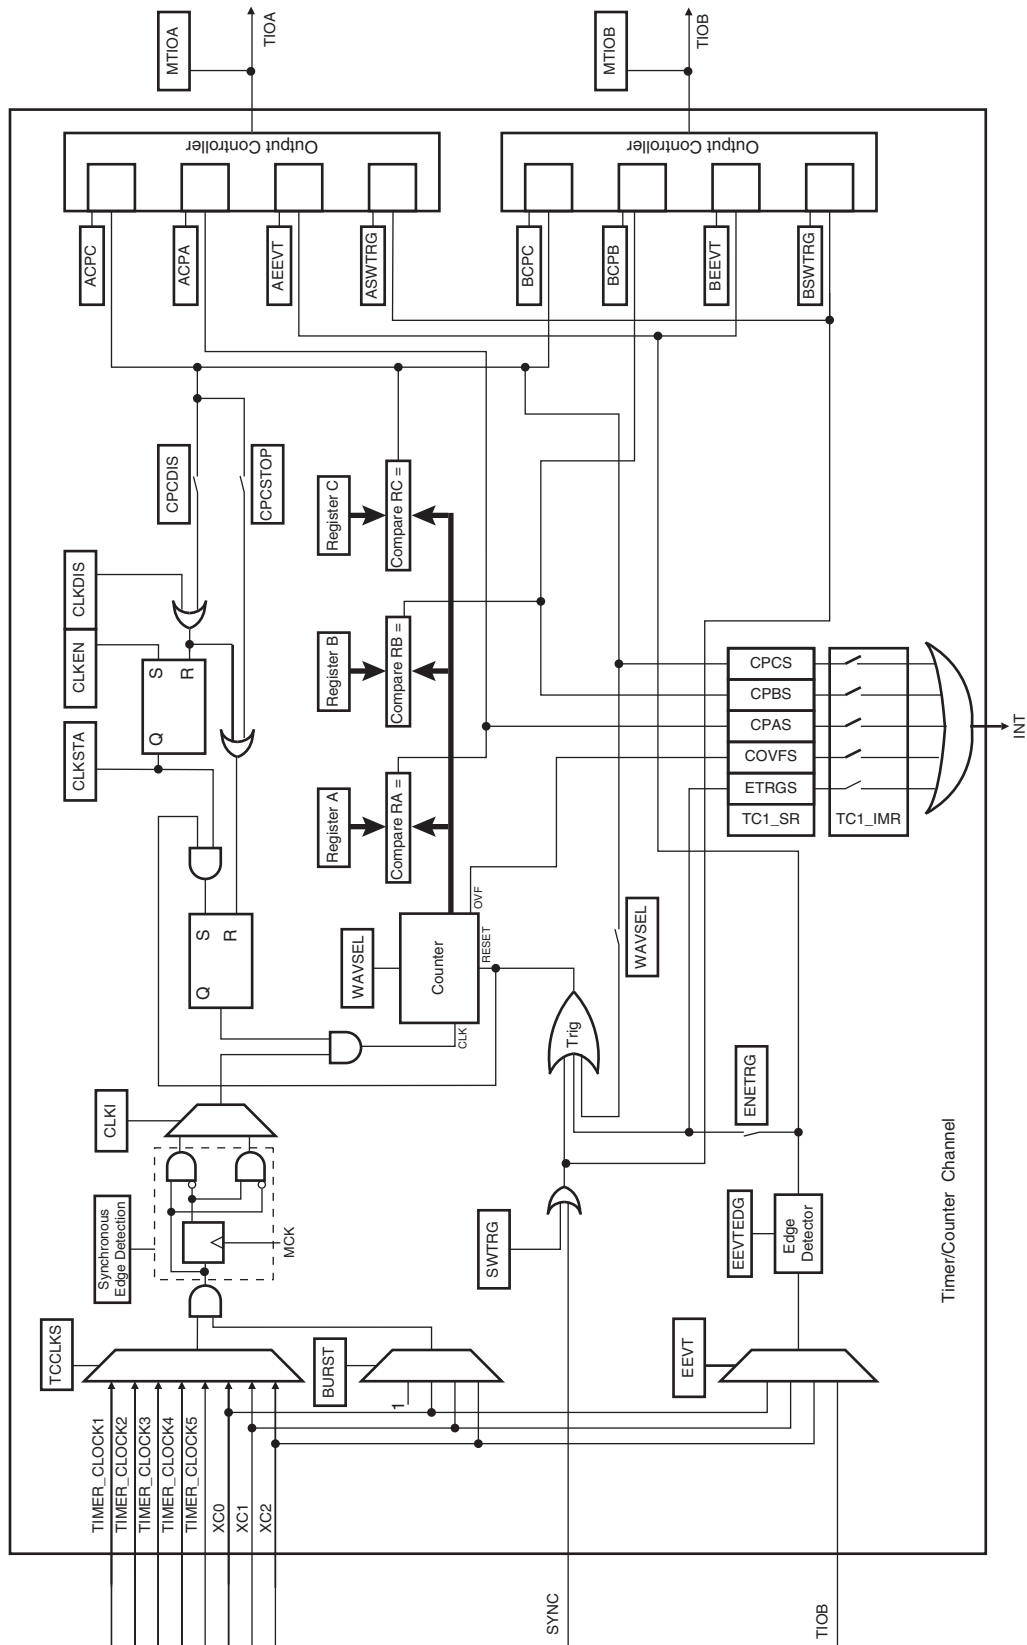 TIMER_CLOCK1
TIMER_CLOCK2
TIMER_CLOCK3
TIMER_CLOCK4
TIMER_CLOCK5
XC0
XC1
XC2
TCCLKS
Synchronous
Edge Detection
CLKI
MCK
BURST
1
CLKSTA
CLKEN
CLKDIS
Q
S
R
Q
S
R
CPCDIS
CPCSTOP
ACPC
ACPA
AEEVT
ASWTRG
Output Controller
MTIOA
TIOA
WAVSEL
Counter
CLK
RESET
OVF
Register A
Register B
Register C
Compare RA =
Compare RB =
Compare RC =
SYNC
SWTRG
Trig
WAVSEL
BCPC
BCPB
BEEVT
BSWTRG
Output Controller
MTIOB
TIOB
TIOB
EEVT
EEVTEDG
Edge
Detector
ENETRG
CPCS
CPBS
CPAS
COVFS
ETRGS
TC1_SR
TC1_IMR
INT
Timer/Counter Channel